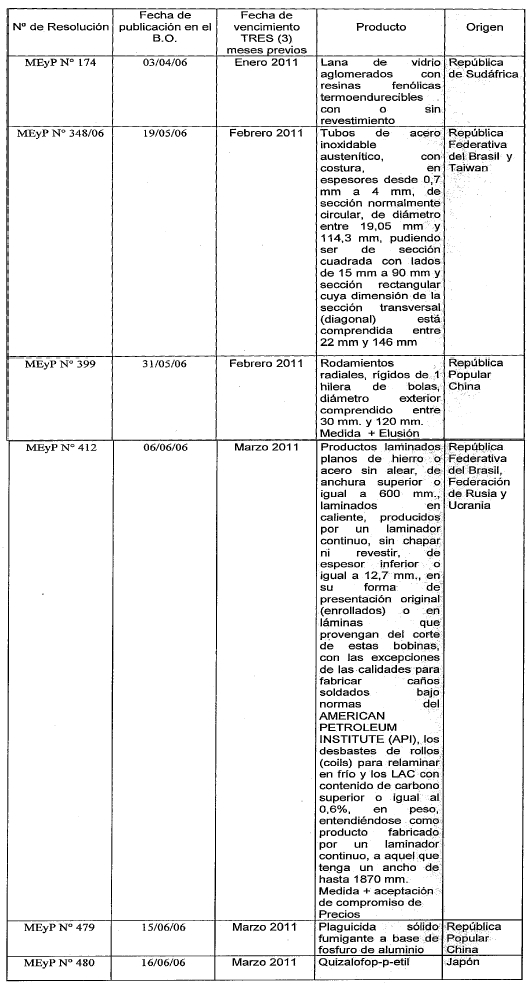 Nº de Resolución
Fecha de
publicación en el
B.O.
Fecha de
vencimiento
TRES (3)
meses previos
Producto
Origen
MEyP Nº 174
03/04/06
Enero 2011
Lana de vidrio
aglomerados con
resinas fenólicas
termoendurecibles
con o sin
revestimiento
República
de Sudáfrica
MEyP Nº 348/06
19/05/06
Febrero 2011
Tubos de acero
inoxidable
austenítico, con
costura, en
espesores desde 0,7
mm a 4 mm, de
sección normalmente
circular, de diámetro
entre 19,05 mm y
114,3 mm, pudiendo
ser de sección
cuadrada con lados
de 15 mm a 90 mm y
sección rectangular
cuya dimensión de la
sección transversal
(diagonal) está
comprendida entre
22 mm y 146 mm
República
Federativa
del Brasil y
Taiwan
MEyP Nº 399
31/05/06
Febrero 2011
Rodamientos
radiales, rígidos de 1
hilera de bolas,
diámetro exterior
comprendido entre
30 mm. y 120 mm.
Medida + Elusión
República
Popular
China
MEyP Nº 412
06/06/06
Marzo 2011
Productos laminados
planos de hierro o
acero sin alear, de
anchura superior o
igual a 600 mm.,
laminados en
caliente, producidos
por un laminador
continuo, sin chapar
ni revestir, de
espesor inferior o
igual a 12,7 mm., en
su forma de
presentación original
(enrollados) o en
láminas que
provengan del corte
de estas bobinas,
con las excepciones
de las calidades para
fabricar caños
soldados bajo
normas del
AMERICAN
PETROLEUM
INSTITUTE (API), los
desbastes de rollos
(coils) para relaminar
en frío y los LAC con
contenido de carbono
superior o igual al
0,6%, en peso,
entendiéndose como
producto fabricado
por un laminador
continuo, a aquel que
tenga un ancho de
hasta 1870 mm.
Medida + aceptación
de compromiso de
Precios
República
Federativa
del Brasil,
Federación
de Rusia y
Ucrania
MEyP Nº 479
15/06/06
Marzo 2011
Plaguicida sólido
fumigante a base de
fosfuro de aluminio
República
Popular
China
MEyP Nº 480
16/06/06
Marzo 2011
Quizalofop-p-etil
Japón